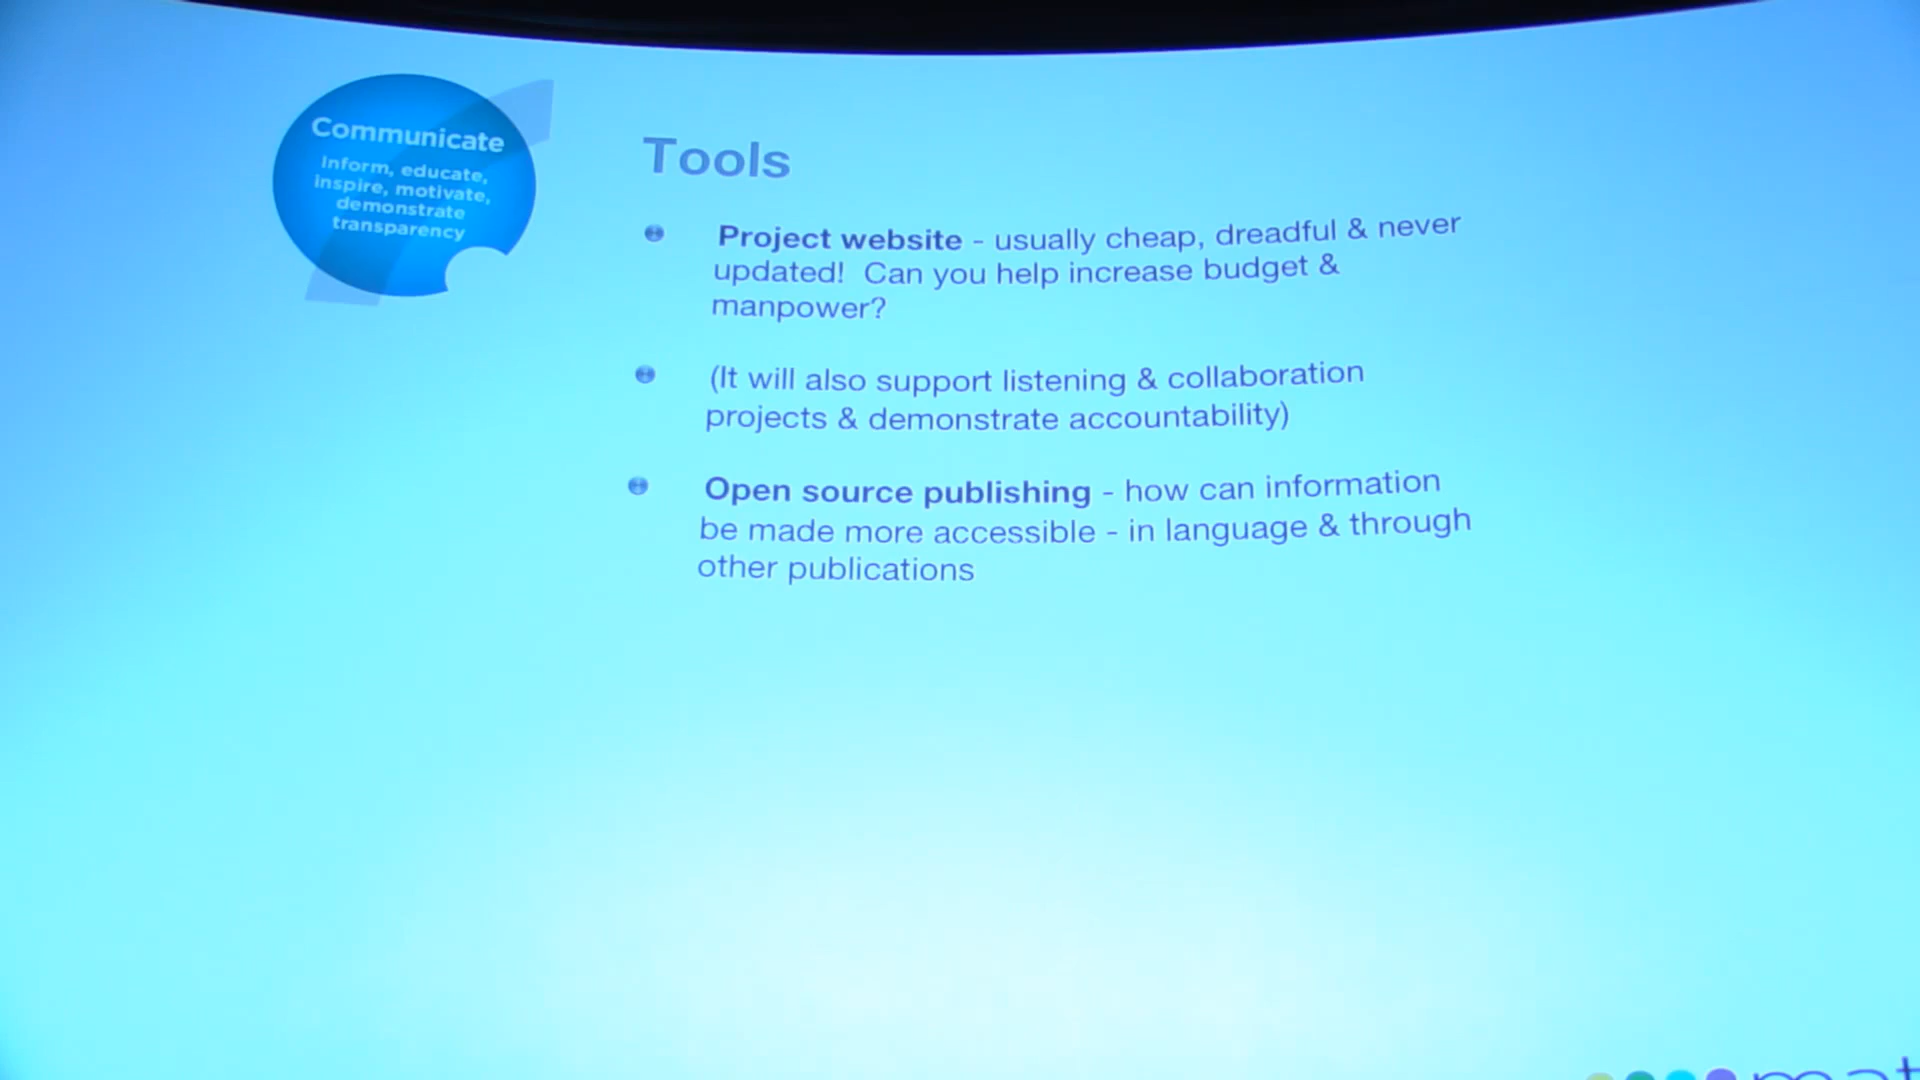 Communicate
Inform, educate,
inspire, motivate,
demonstrate
transparency
Tools
Project website - usually cheap, dreadful & never
updated! Can you help increase budget &
manpower?
(It will also support listening & collaboration
projects & demonstrate accountability)
Open source publishing - how can information
be made more accessible - in language & through
other publications